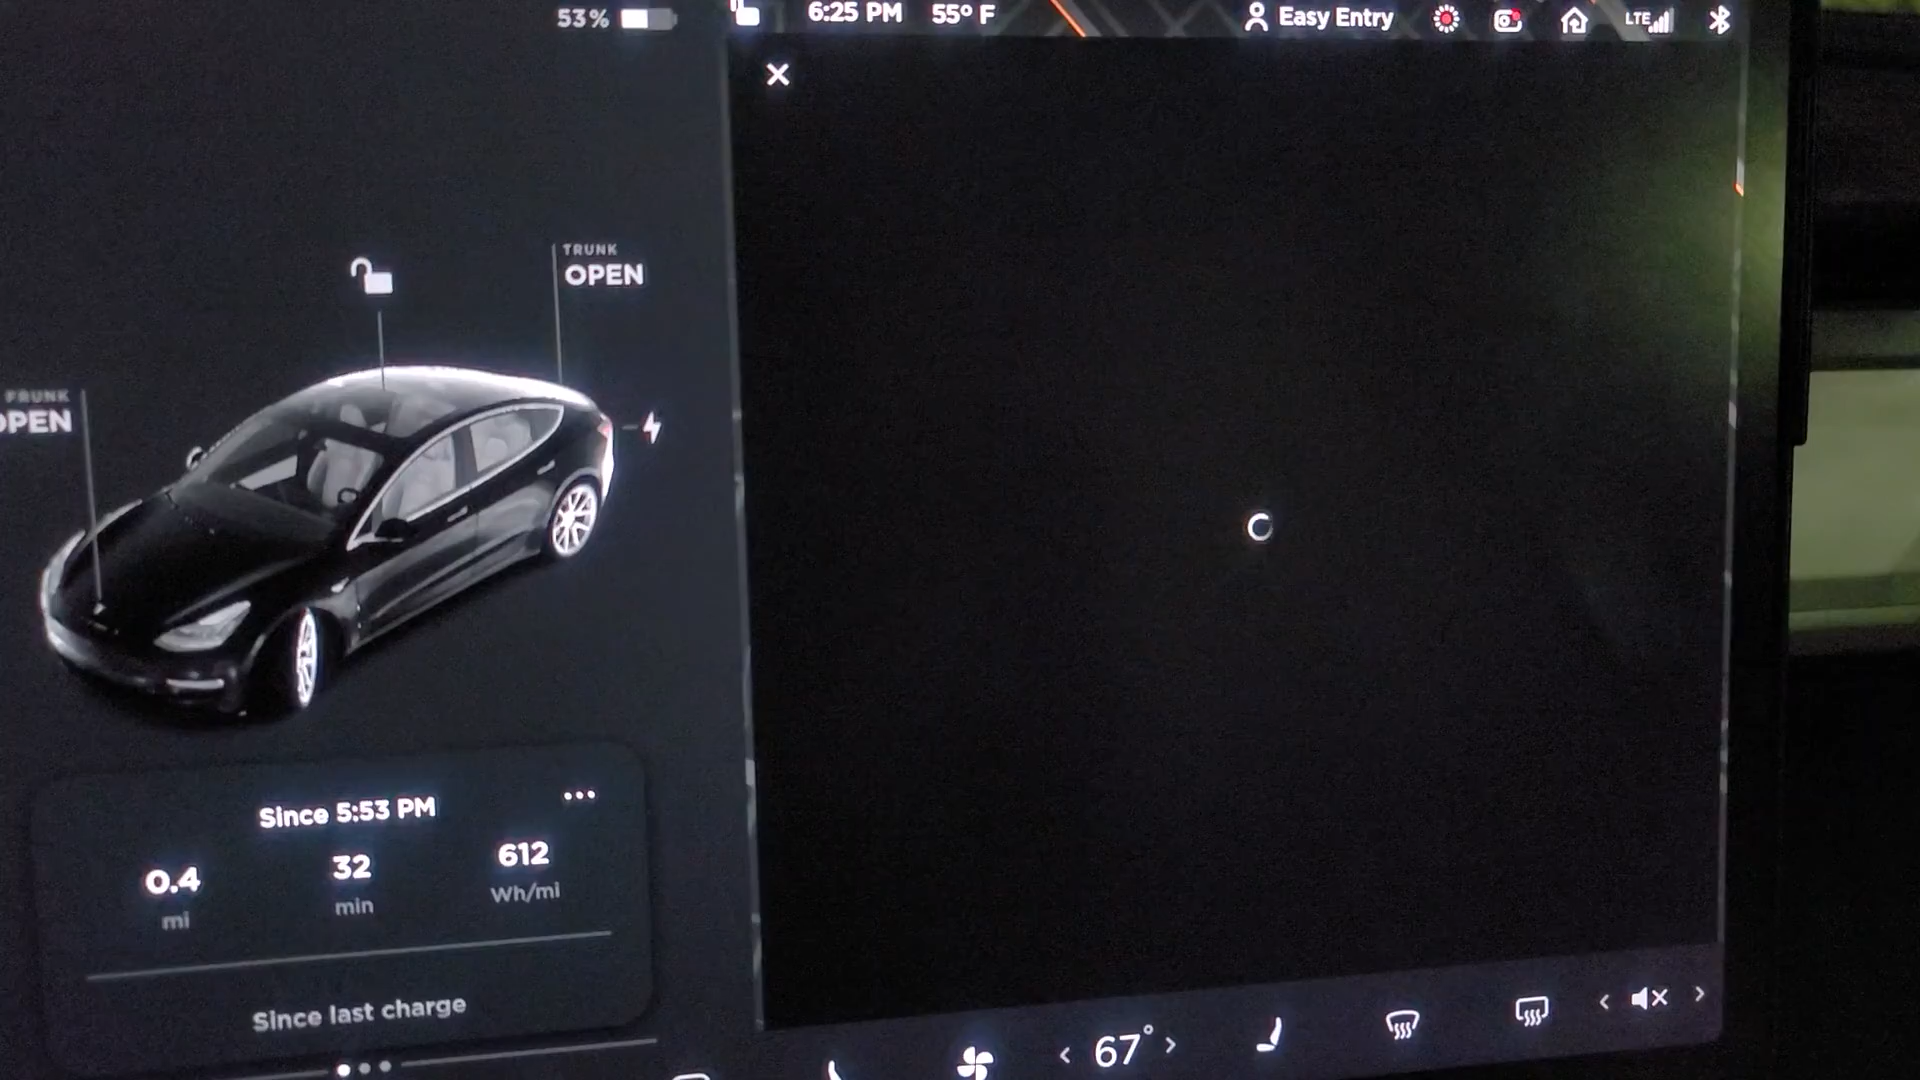 53%
6:25 PM
55° F
Easy Entry
LTE
TRUNK
OPEN
FRUNK
OPEN
Since 5:53 PM
0.4
mi
32
min
612
Wh/mi
Since last charge
67°